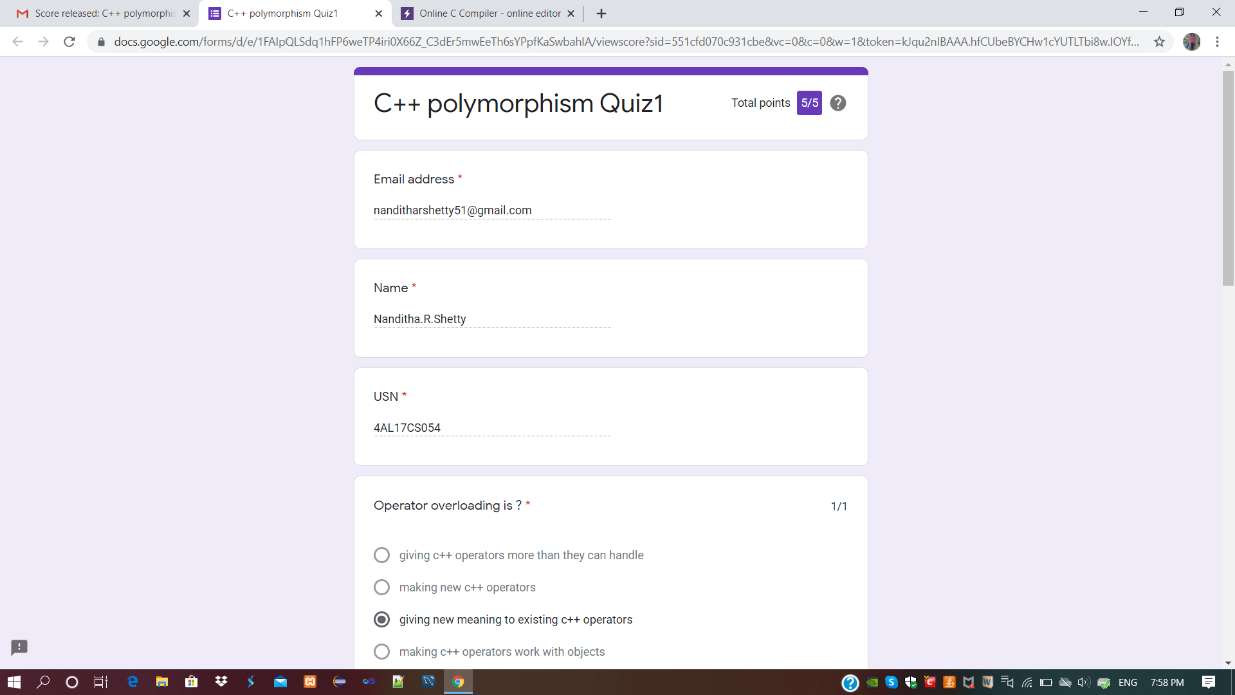 Score released: C++ polymorphi
C++ polymorphism Quiz1
Online C Compiler - online editor
docs.google.com/forms/d/e/1FAIpQLSdq1hFP6weTP4iri0X66Z_C3dEr5mwEeTh6sYPpfKaSwbahIA/viewscore?sid=551cfd070c931cbe&vc=0&c=0&w=1&token=kJqu2nIBAAA.hfCUbeBYCHw1cYUTLTbi8w.IOYf...
C++ polymorphism Quiz1
Total points 5/5
Email address *
nanditharshetty51@gmail.com
Name *
Nanditha.R.Shetty
USN *
4AL17CS054
Operator overloading is ? *
1/1
giving c++ operators more than they can handle
making new c++ operators
giving new meaning to existing c++ operators
making c++ operators work with objects
ENG
7:58 PM